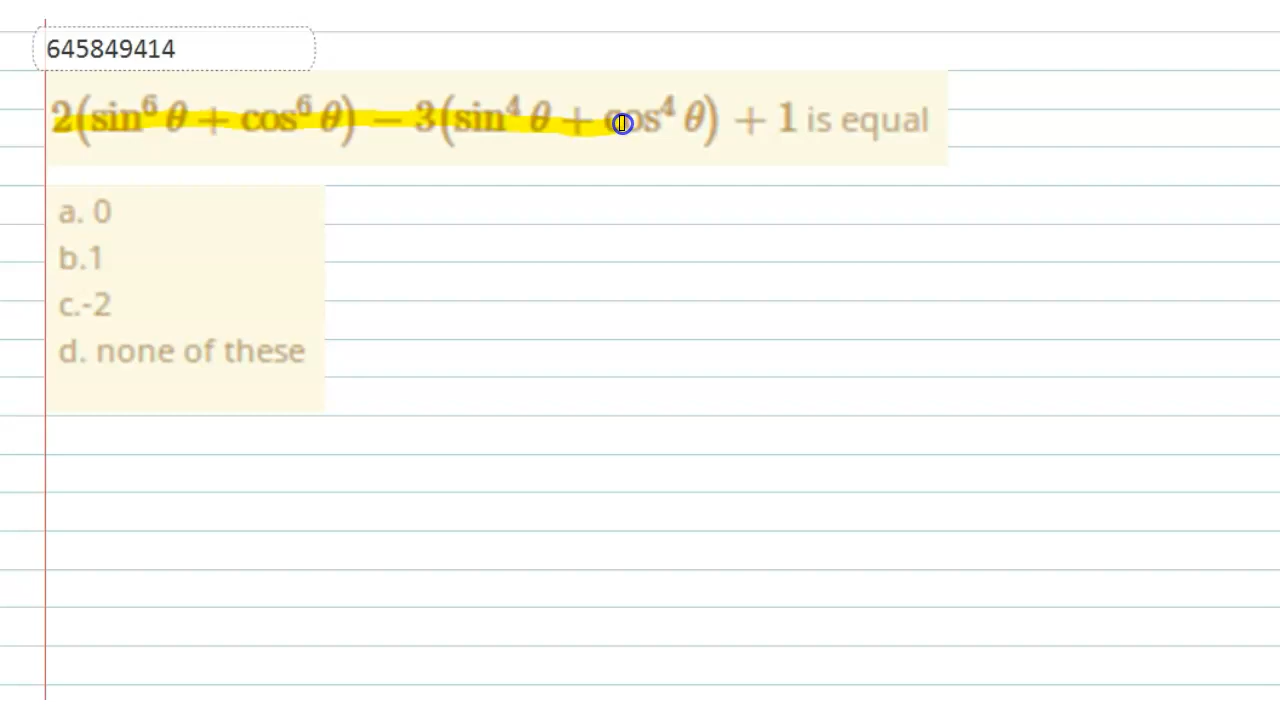 645849414
2(sin⁶ θ + cos⁶ θ) − 3(sin⁴ θ + cos⁴ θ) + 1 is equal
a. 0
b.1
c.-2
d. none of these